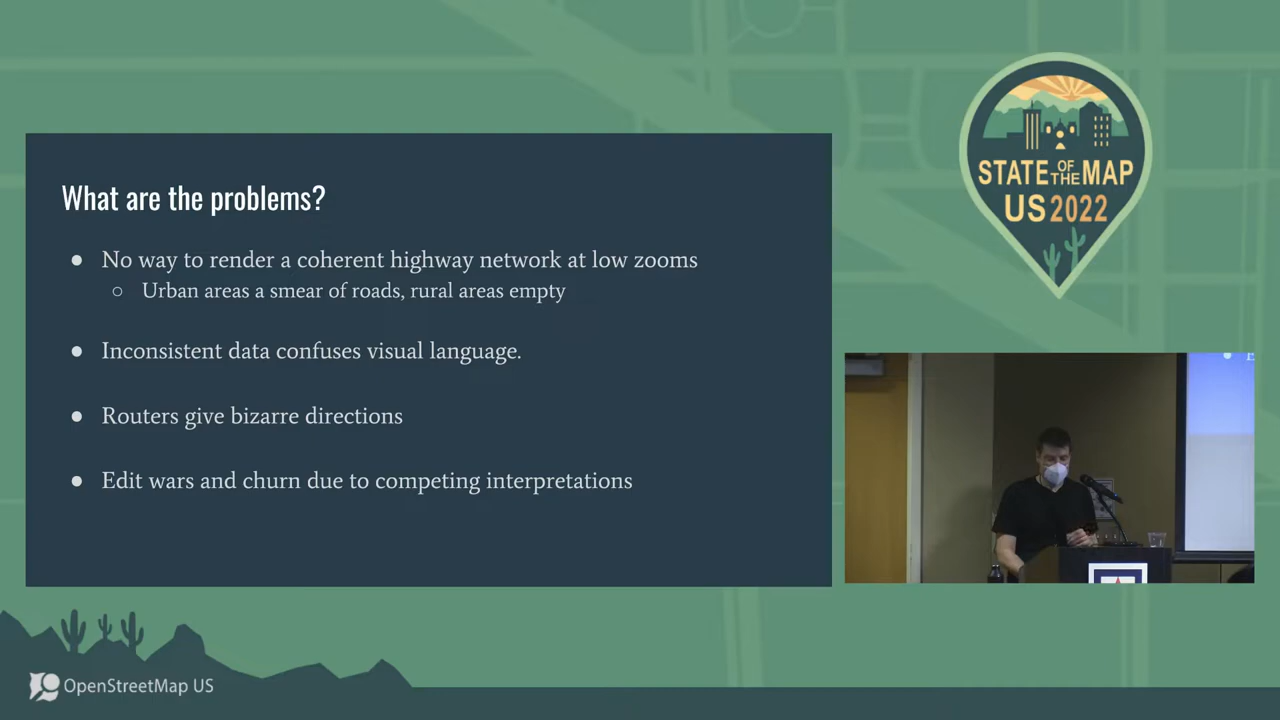 What are the problems?
● No way to render a coherent highway network at low zooms
○ Urban areas a smear of roads, rural areas empty
● Inconsistent data confuses visual language.
● Routers give bizarre directions
● Edit wars and churn due to competing interpretations
STATE OF THE MAP
US 2022
OpenStreetMap US